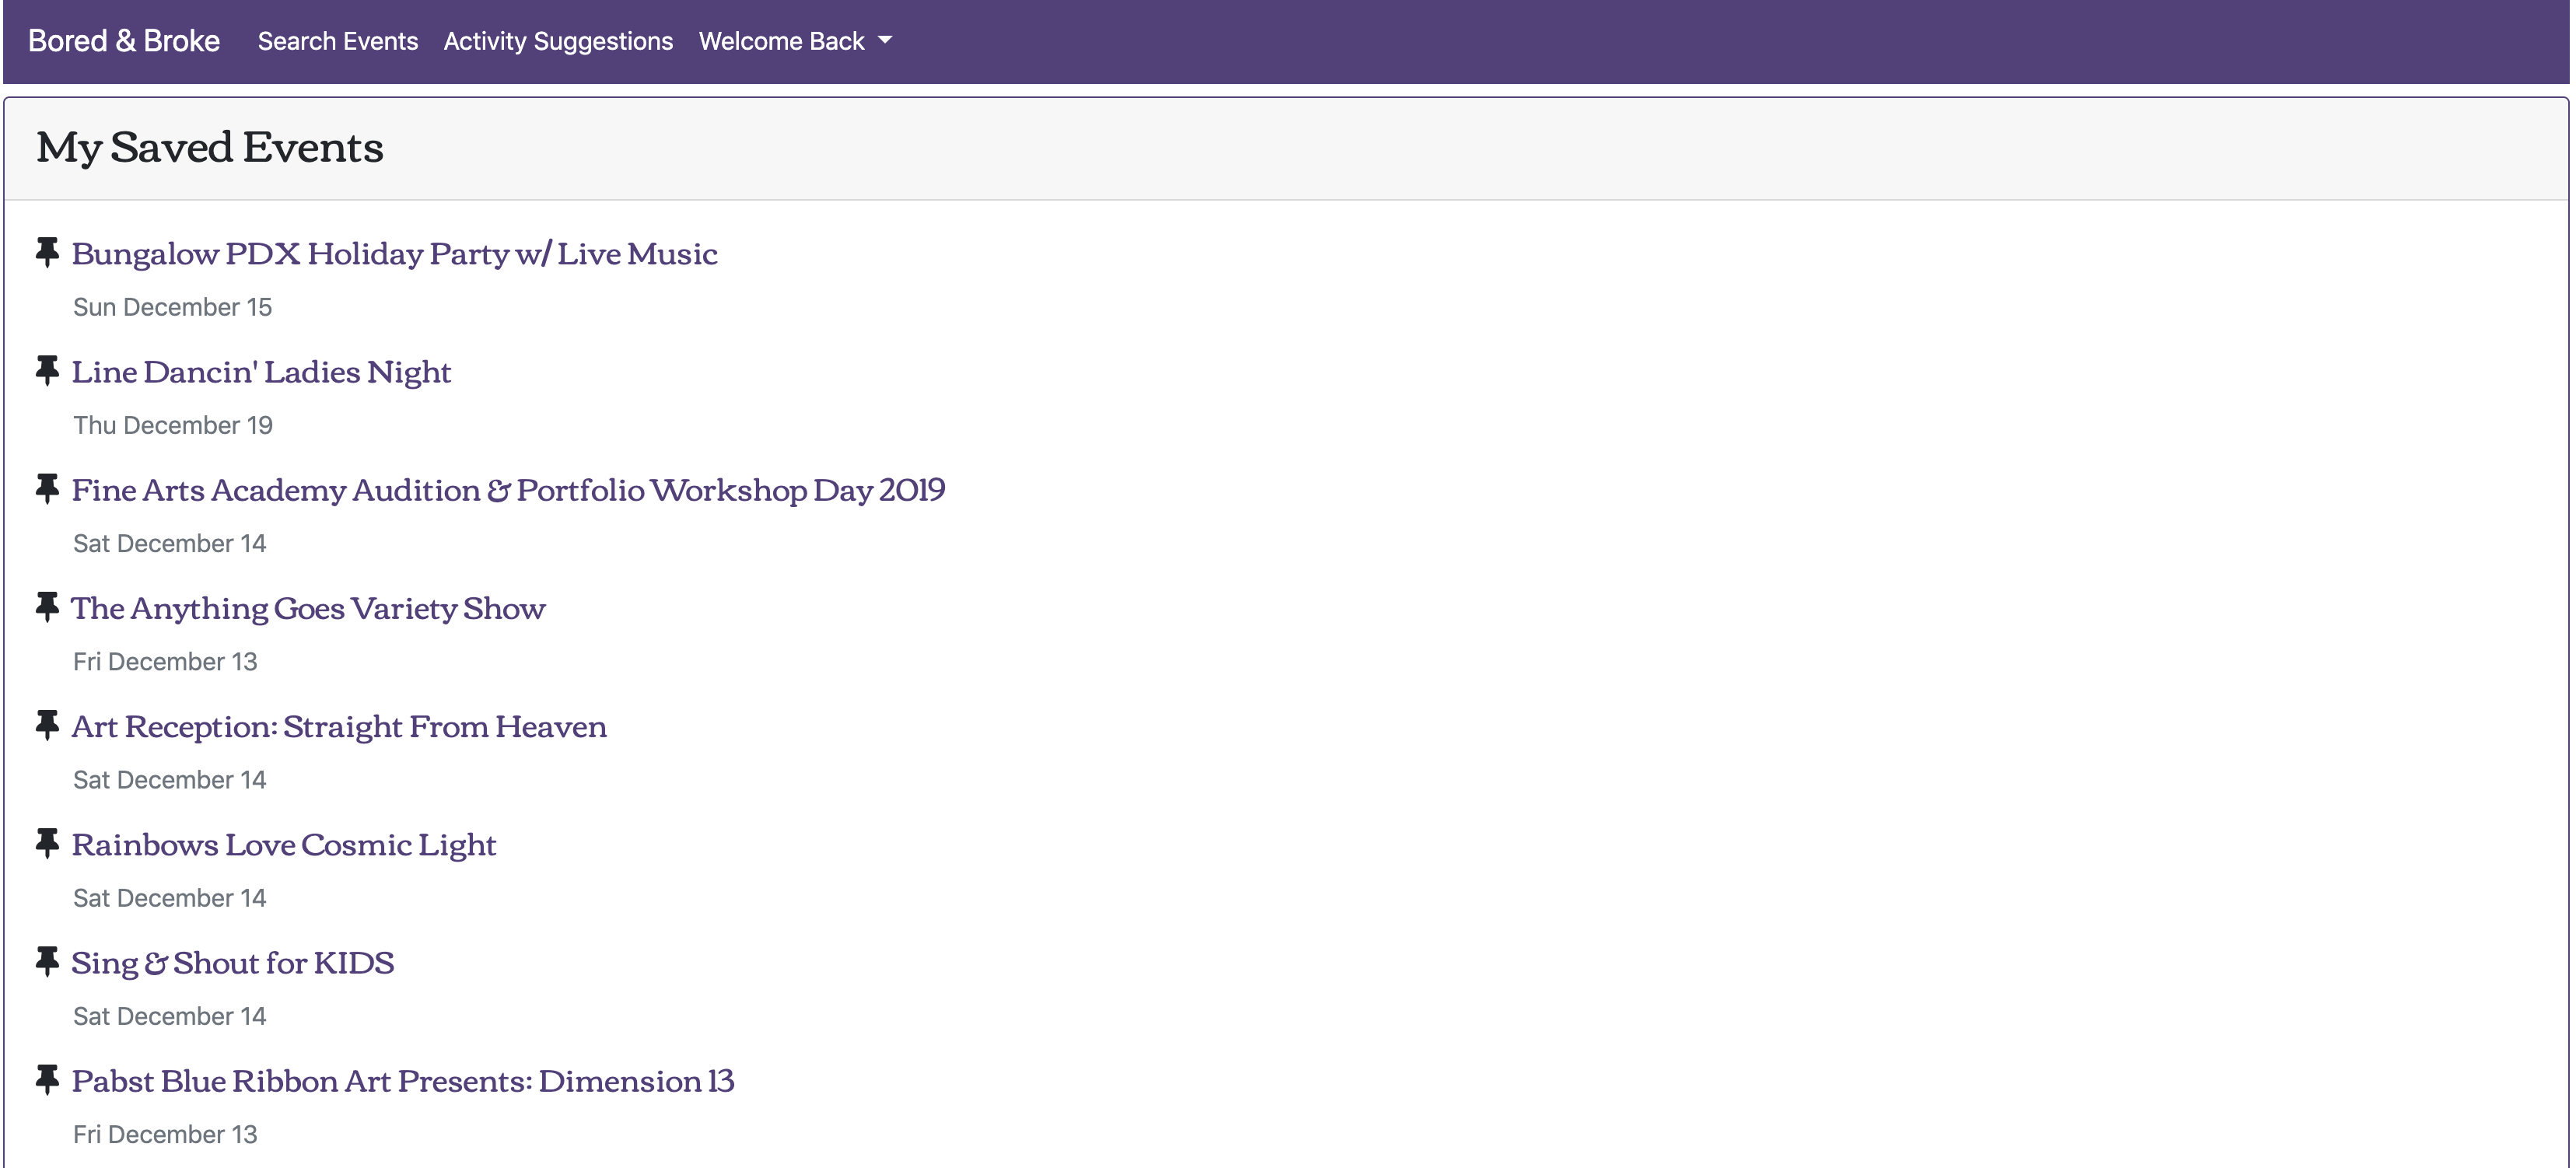 Bored & Broke Search Events Activity Suggestions Welcome Back
My Saved Events
Bungalow PDX Holiday Party w/ Live Music
Sun December 15
Line Dancin' Ladies Night
Thu December 19
Fine Arts Academy Audition & Portfolio Workshop Day 2019
Sat December 14
The Anything Goes Variety Show
Fri December 13
Art Reception: Straight From Heaven
Sat December 14
Rainbows Love Cosmic Light
Sat December 14
Sing & Shout for KIDS
Sat December 14
Pabst Blue Ribbon Art Presents: Dimension 13
Fri December 13